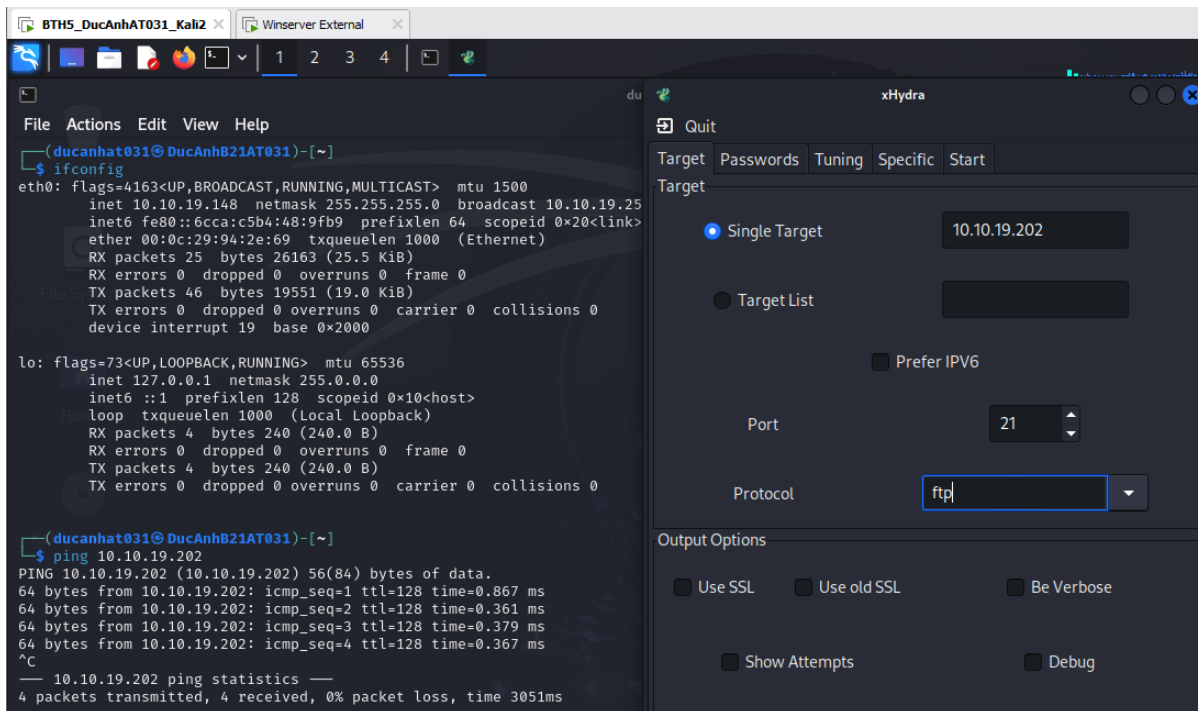 BTH5_DucAnhAT031_Kali2 Winserver External
1 2 3 4
du
File Actions Edit View Help
(ducanhat031㉿DucAnhB21AT031)-[~]
$ ifconfig
eth0: flags=4163<UP,BROADCAST,RUNNING,MULTICAST> mtu 1500
inet 10.10.19.148 netmask 255.255.255.0 broadcast 10.10.19.25
inet6 fe80::6cca:c5b4:48:9fb9 prefixlen 64 scopeid 0×20<link>
ether 00:0c:29:94:2e:69 txqueuelen 1000 (Ethernet)
RX packets 25 bytes 26163 (25.5 KiB)
RX errors 0 dropped 0 overruns 0 frame 0
TX packets 46 bytes 19551 (19.0 KiB)
TX errors 0 dropped 0 overruns 0 carrier 0 collisions 0
device interrupt 19 base 0×2000
lo: flags=73<UP,LOOPBACK,RUNNING> mtu 65536
inet 127.0.0.1 netmask 255.0.0.0
inet6 ::1 prefixlen 128 scopeid 0×10<host>
loop txqueuelen 1000 (Local Loopback)
RX packets 4 bytes 240 (240.0 B)
RX errors 0 dropped 0 overruns 0 frame 0
TX packets 4 bytes 240 (240.0 B)
TX errors 0 dropped 0 overruns 0 carrier 0 collisions 0
(ducanhat031㉿DucAnhB21AT031)-[~]
$ ping 10.10.19.202
PING 10.10.19.202 (10.10.19.202) 56(84) bytes of data.
64 bytes from 10.10.19.202: icmp_seq=1 ttl=128 time=0.867 ms
64 bytes from 10.10.19.202: icmp_seq=2 ttl=128 time=0.361 ms
64 bytes from 10.10.19.202: icmp_seq=3 ttl=128 time=0.379 ms
64 bytes from 10.10.19.202: icmp_seq=4 ttl=128 time=0.367 ms
^C
— 10.10.19.202 ping statistics —
4 packets transmitted, 4 received, 0% packet loss, time 3051ms
xHydra
Quit
Target Passwords Tuning Specific Start
Target
Single Target 10.10.19.202
Target List
Prefer IPV6
Port 21
Protocol ftp
Output Options
Use SSL Use old SSL Be Verbose
Show Attempts Debug